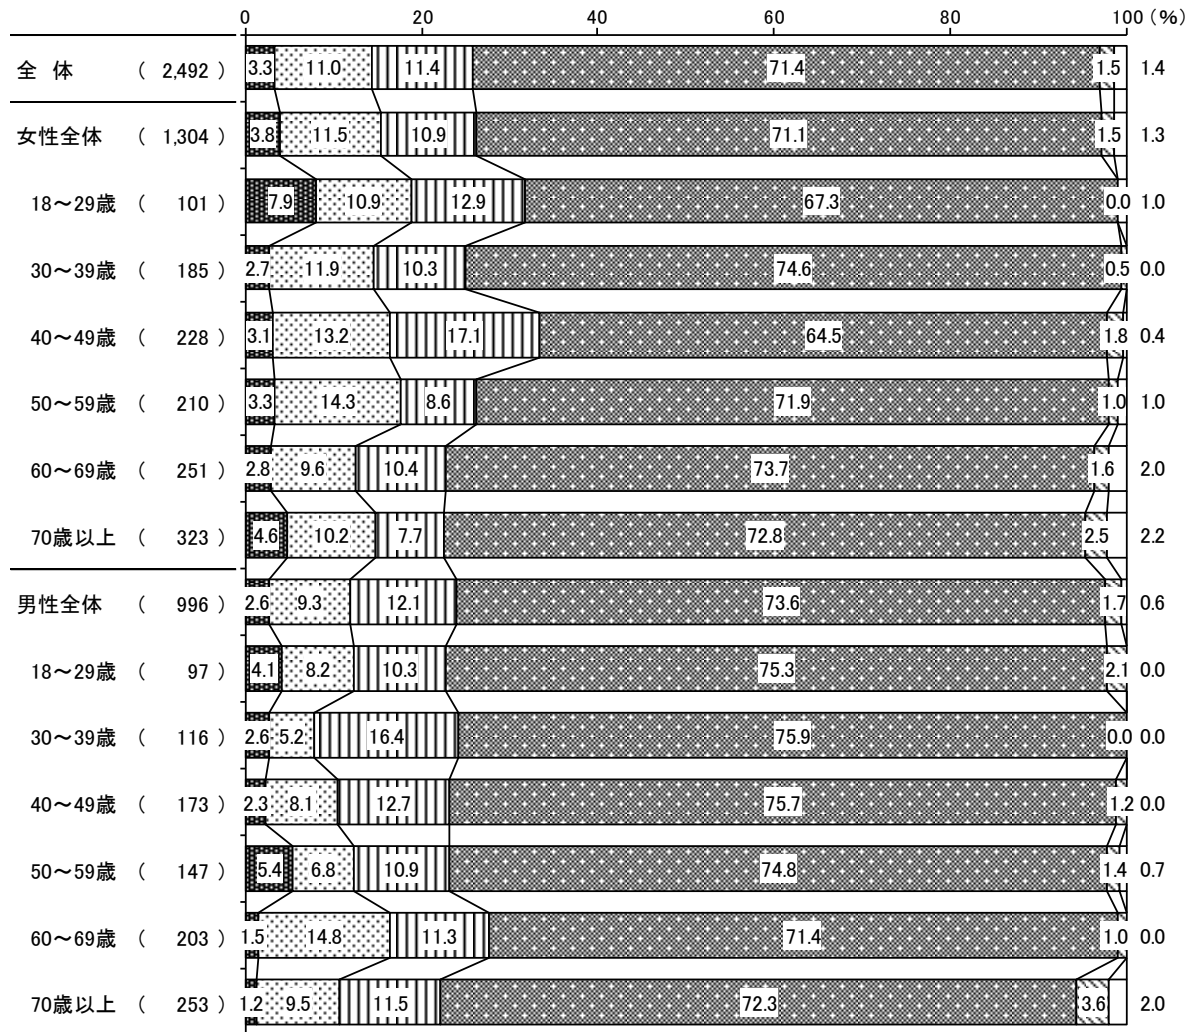 0 20 40 60 80 100（%）
全 体 （ 2,492 ） 3.3 11.0 11.4 71.4 1.5 1.4
女性全体 （ 1,304 ） 3.8 11.5 10.9 71.1 1.5 1.3
18～29歳 （ 101 ） 7.9 10.9 12.9 67.3 0.0 1.0
30～39歳 （ 185 ） 2.7 11.9 10.3 74.6 0.5 0.0
40～49歳 （ 228 ） 3.1 13.2 17.1 64.5 1.8 0.4
50～59歳 （ 210 ） 3.3 14.3 8.6 71.9 1.0 1.0
60～69歳 （ 251 ） 2.8 9.6 10.4 73.7 1.6 2.0
70歳以上 （ 323 ） 4.6 10.2 7.7 72.8 2.5 2.2
男性全体 （ 996 ） 2.6 9.3 12.1 73.6 1.7 0.6
18～29歳 （ 97 ） 4.1 8.2 10.3 75.3 2.1 0.0
30～39歳 （ 116 ） 2.6 5.2 16.4 75.9 0.0 0.0
40～49歳 （ 173 ） 2.3 8.1 12.7 75.7 1.2 0.0
50～59歳 （ 147 ） 5.4 6.8 10.9 74.8 1.4 0.7
60～69歳 （ 203 ） 1.5 14.8 11.3 71.4 1.0 0.0
70歳以上 （ 253 ） 1.2 9.5 11.5 72.3 3.6 2.0